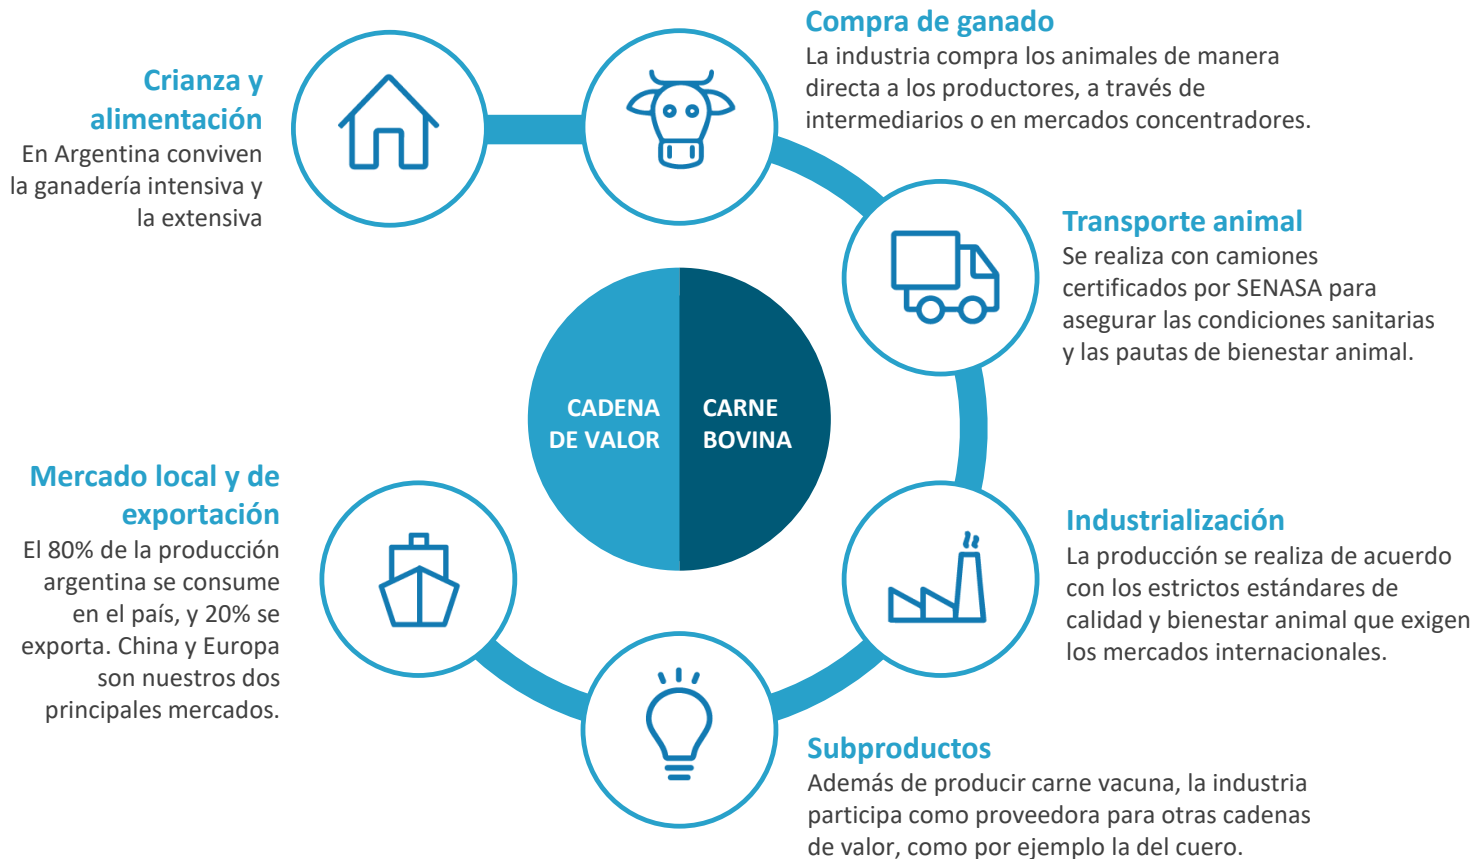 Crianza y
alimentación
En Argentina conviven
la ganadería intensiva y
la extensiva
Compra de ganado
La industria compra los animales de manera
directa a los productores, a través de
intermediarios o en mercados concentradores.
Transporte animal
Se realiza con camiones
certificados por SENASA para
asegurar las condiciones sanitarias
y las pautas de bienestar animal.
CADENA
DE VALOR
CARNE
BOVINA
Industrialización
La producción se realiza de acuerdo
con los estrictos estándares de
calidad y bienestar animal que exigen
los mercados internacionales.
Subproductos
Además de producir carne vacuna, la industria
participa como proveedora para otras cadenas
de valor, como por ejemplo la del cuero.
Mercado local y de
exportación
El 80% de la producción
argentina se consume
en el país, y 20% se
exporta. China y Europa
son nuestros dos
principales mercados.